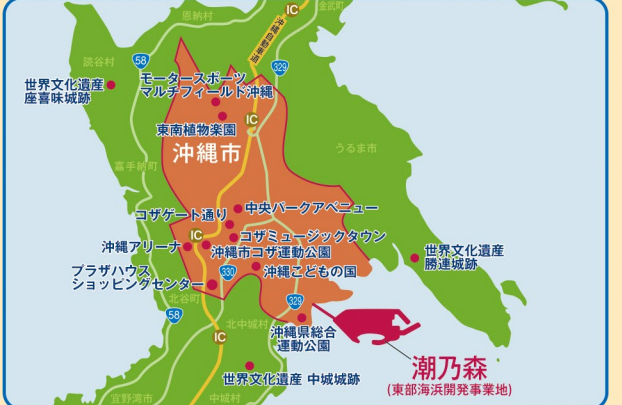 恩納村
IC
金武町
沖縄自動車道
読谷村
58
329
世界文化遺産
座喜味城跡
モータースポーツ
マルチフィールド沖縄
東南植物楽園
IC
沖縄市
うるま市
嘉手納町
中央パークアベニュー
コザゲート通り
コザミュージックタウン
IC
沖縄アリーナ
沖縄市コザ運動公園
世界文化遺産
勝連城跡
プラザハウス
ショッピングセンター
330
沖縄こどもの国
北谷町
329
58
北中城村
沖縄県総合
運動公園
IC
潮乃森
(東部海浜開発事業地)
世界文化遺産 中城城跡
宜野湾市
中城村